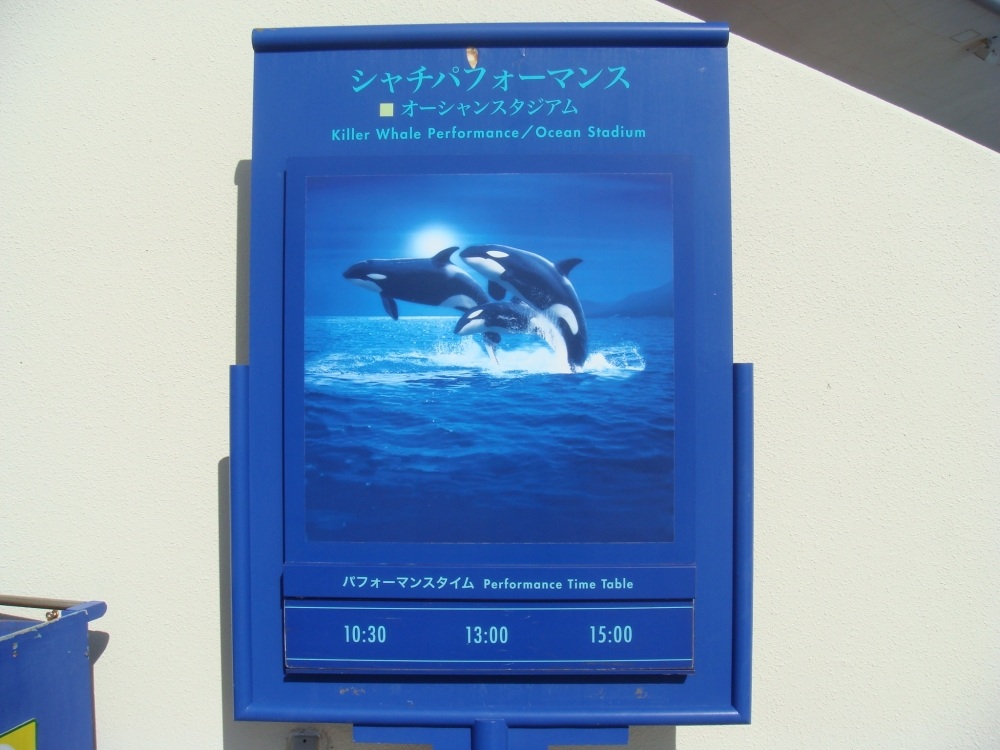 シャチパフォーマンス
■ オーシャンスタジアム
Killer Whale Performance／Ocean Stadium
パフォーマンスタイム Performance Time Table
10:30 13:00 15:00